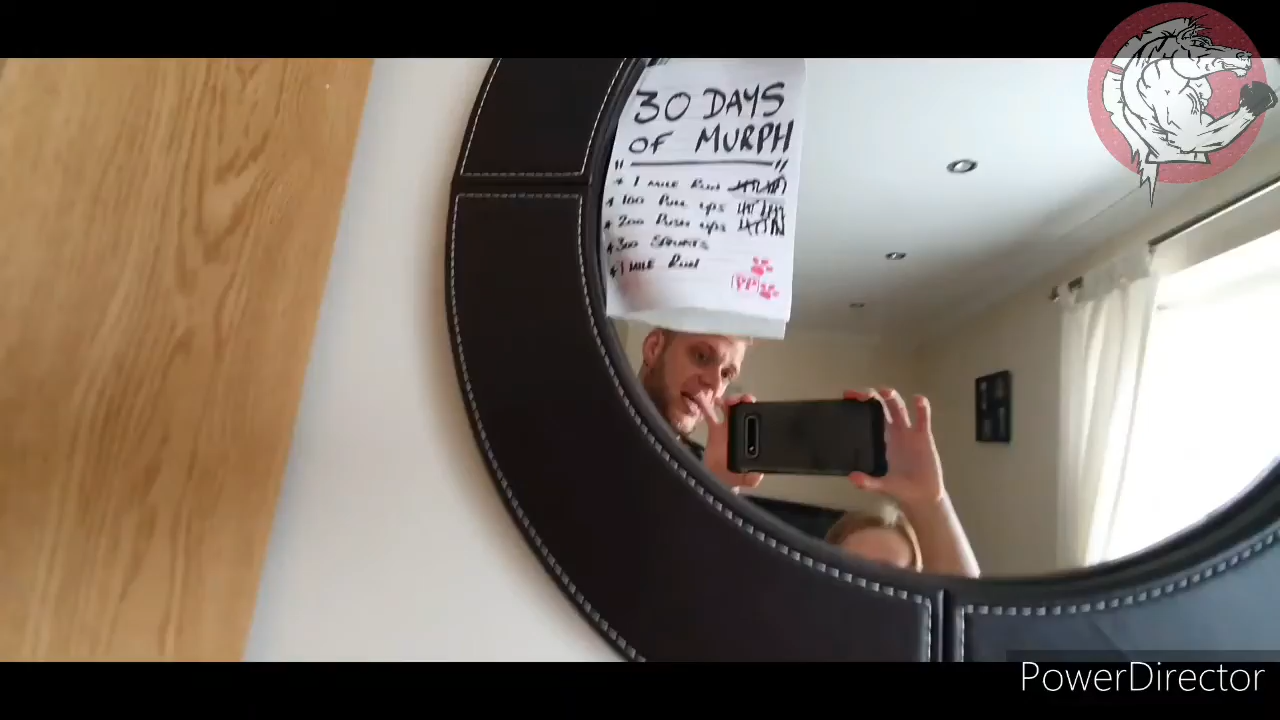 30 DAYS
OF MURPH
* 1 MILE RUN
* 100 PULL UPS
* 200 PUSH UPS
* 300 SQUATS
* 1 MILE RUN
PP
PowerDirector